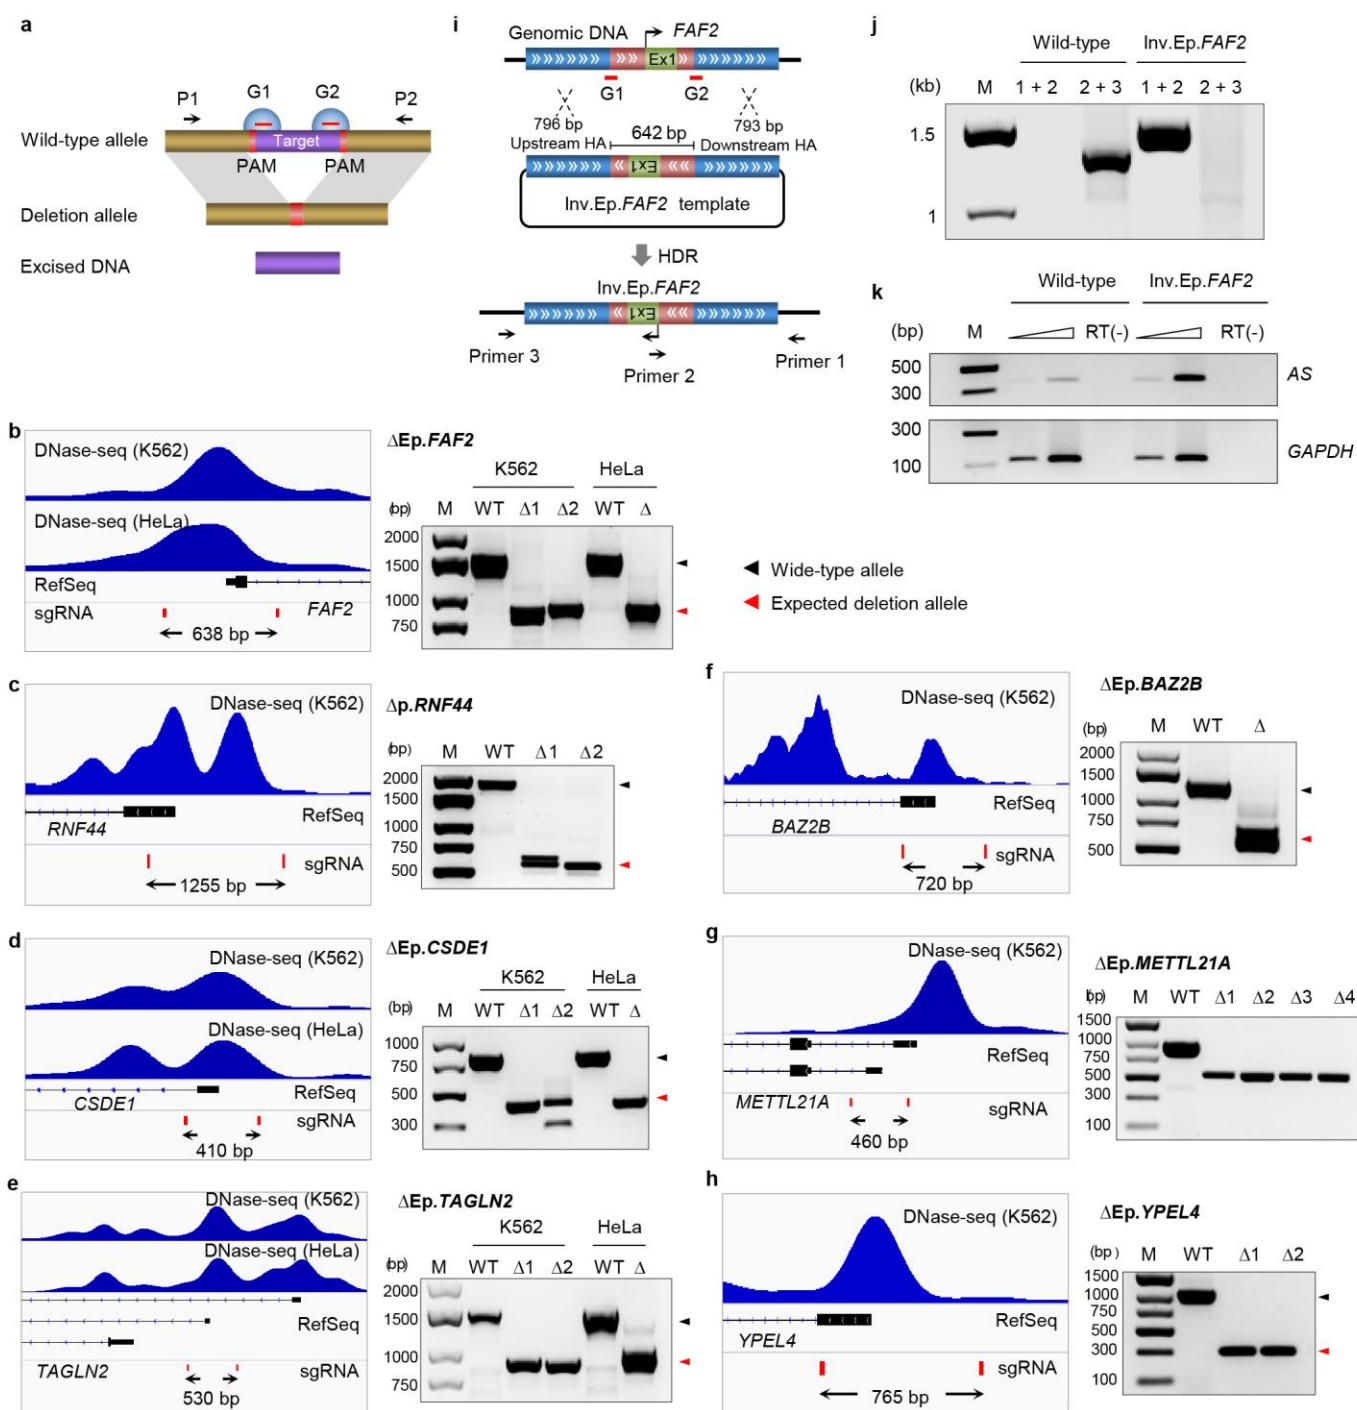 a
P1
G1
G2
P2
Wild-type allele
Target
PAM
PAM
Deletion allele
Excised DNA
i
Genomic DNA
FAF2
Ex1
G1
G2
796 bp
Upstream HA
642 bp
793 bp
Downstream HA
Ex1
Inv.Ep.FAF2 template
HDR
Inv.Ep.FAF2
Ex1
Primer 3
Primer 2
Primer 1
j
Wild-type Inv.Ep.FAF2
(kb) M 1 + 2 2 + 3 1 + 2 2 + 3
1.5
1
k
Wild-type Inv.Ep.FAF2
(bp) M RT(-) RT(-)
500
300
AS
300
100
GAPDH
b
DNase-seq (K562)
DNase-seq (HeLa)
RefSeq
FAF2
sgRNA
638 bp
ΔEp.FAF2
K562 HeLa
(bp) M WT Δ1 Δ2 WT Δ
2000
1500
1000
750
Wide-type allele
Expected deletion allele
c
DNase-seq (K562)
RefSeq
RNF44
sgRNA
1255 bp
Δp.RNF44
(bp) M WT Δ1 Δ2
2000
1500
1000
750
500
d
DNase-seq (K562)
DNase-seq (HeLa)
RefSeq
CSDE1
sgRNA
410 bp
ΔEp.CSDE1
K562 HeLa
(bp) M WT Δ1 Δ2 WT Δ
1000
750
500
300
e
DNase-seq (K562)
DNase-seq (HeLa)
RefSeq
TAGLN2
sgRNA
530 bp
ΔEp.TAGLN2
K562 HeLa
(bp) M WT Δ1 Δ2 WT Δ
2000
1500
1000
750
f
DNase-seq (K562)
RefSeq
BAZ2B
sgRNA
720 bp
ΔEp.BAZ2B
(bp) M WT Δ
2000
1500
1000
750
500
g
DNase-seq (K562)
RefSeq
METTL21A
sgRNA
460 bp
ΔEp.METTL21A
(bp) M WT Δ1 Δ2 Δ3 Δ4
1500
1000
750
500
300
100
h
DNase-seq (K562)
RefSeq
YPEL4
sgRNA
765 bp
ΔEp.YPEL4
(bp) M WT Δ1 Δ2
1500
1000
750
500
300
100